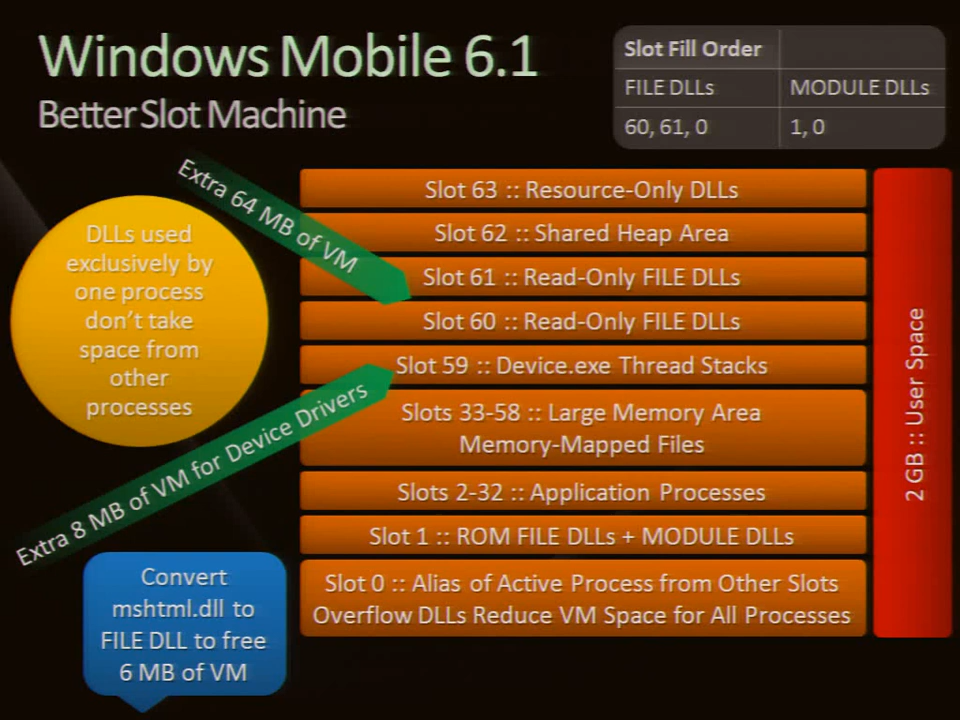 Windows Mobile 6.1
Better Slot Machine
Slot Fill Order
FILE DLLs
MODULE DLLs
60, 61, 0
1, 0
Extra 64 MB of VM
DLLs used
exclusively by
one process
don't take
space from
other
processes
Extra 8 MB of VM for Device Drivers
Convert
mshtml.dll to
FILE DLL to free
6 MB of VM
Slot 63 :: Resource-Only DLLs
Slot 62 :: Shared Heap Area
Slot 61 :: Read-Only FILE DLLs
Slot 60 :: Read-Only FILE DLLs
Slot 59 :: Device.exe Thread Stacks
Slots 33-58 :: Large Memory Area
Memory-Mapped Files
Slots 2-32 :: Application Processes
Slot 1 :: ROM FILE DLLs + MODULE DLLs
Slot 0 :: Alias of Active Process from Other Slots
Overflow DLLs Reduce VM Space for All Processes
2 GB :: User Space